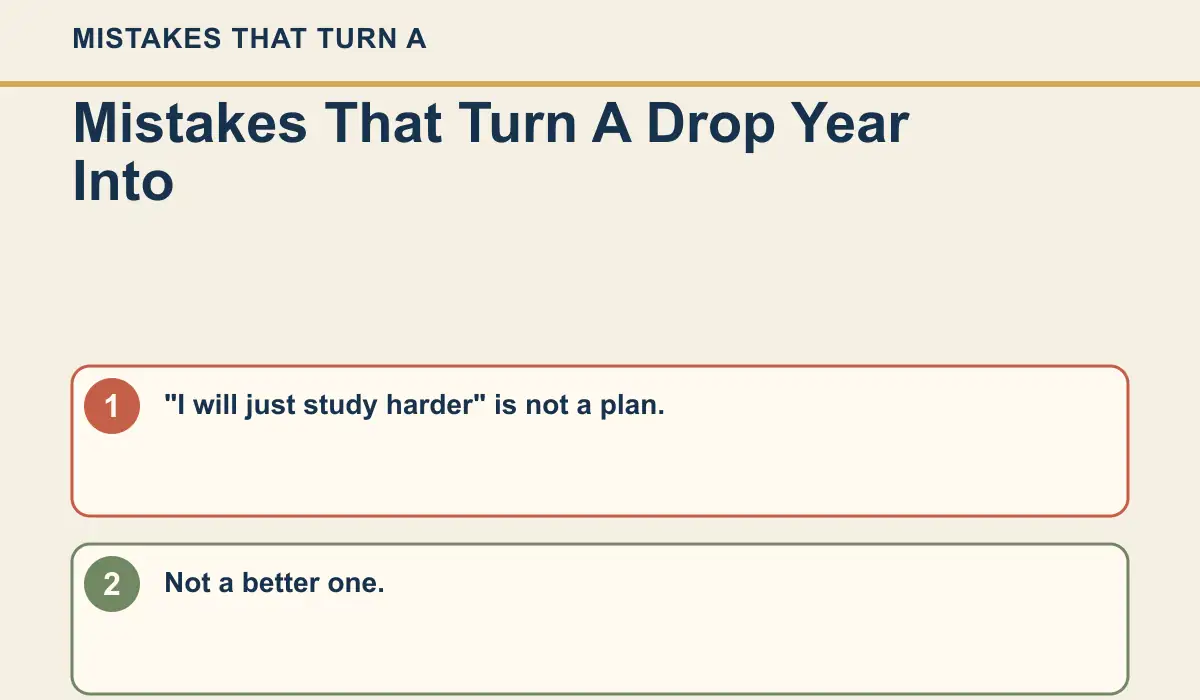 MISTAKES THAT TURN A
Mistakes That Turn A Drop Year
Into
1
"I will just study harder" is not a plan.
2
Not a better one.